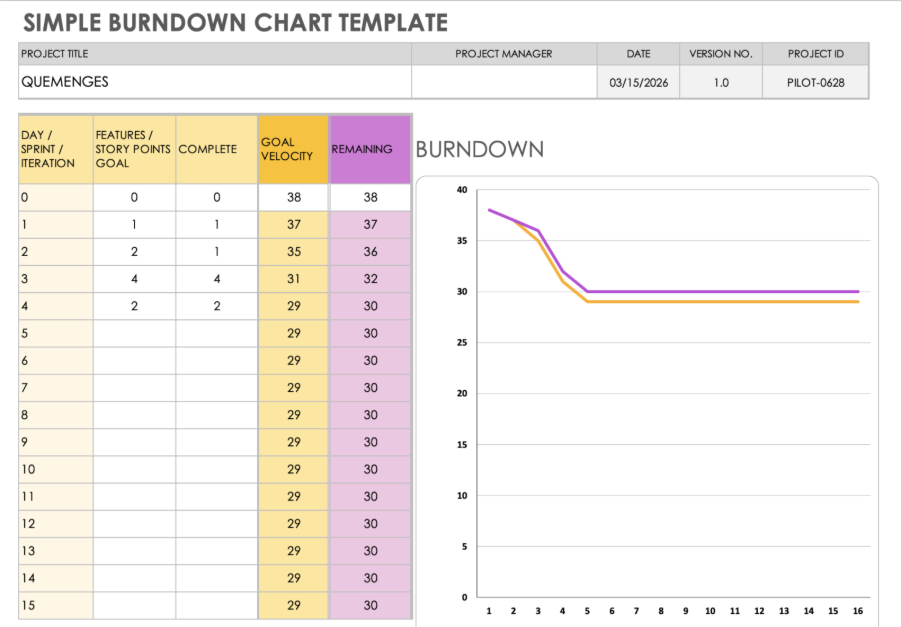 SIMPLE BURNDOWN CHART TEMPLATE
PROJECT TITLE PROJECT MANAGER DATE VERSION NO. PROJECT ID
QUEMENGES 03/15/2026 1.0 PILOT-0628
DAY / SPRINT / ITERATION FEATURES / STORY POINTS GOAL COMPLETE GOAL VELOCITY REMAINING
0 0 0 38 38
1 1 1 37 37
2 2 1 35 36
3 4 4 31 32
4 2 2 29 30
5 29 30
6 29 30
7 29 30
8 29 30
9 29 30
10 29 30
11 29 30
12 29 30
13 29 30
14 29 30
15 29 30
BURNDOWN
40
35
30
25
20
15
10
5
0
1 2 3 4 5 6 7 8 9 10 11 12 13 14 15 16